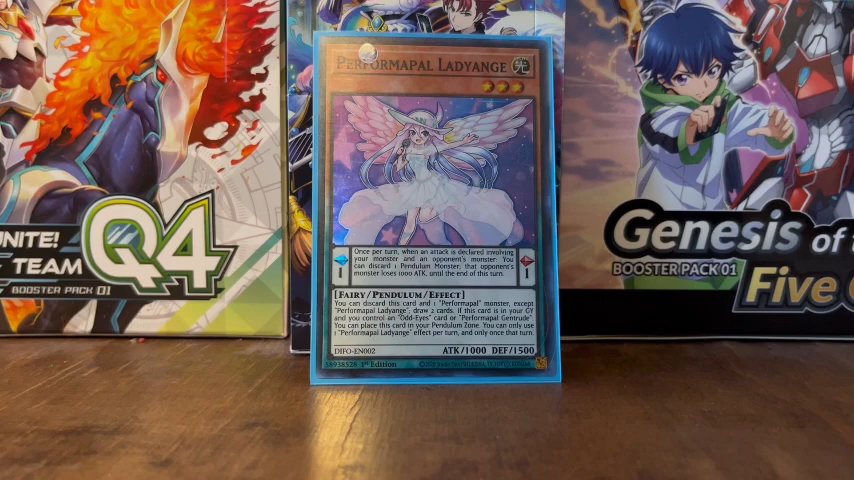 PERFORMAPAL LADYANGE
光
UNITE!
TEAM Q4
BOOSTER PACK 01
Genesis of
BOOSTER PACK 01
Five
Once per turn, when an attack is declared involving
your monster and an opponent's monster: You
can discard 1 Pendulum Monster; that opponent's
monster loses 1000 ATK, until the end of this turn.
1
1
[FAIRY/PENDULUM/EFFECT]
You can discard this card and 1 "Performapal" monster, except
"Performapal Ladyange"; draw 2 cards. If this card is in your GY
and you control an "Odd-Eyes" card or "Performapal Gentrude":
You can place this card in your Pendulum Zone. You can only use
1 "Performapal Ladyange" effect per turn, and only once that turn.
DIFO-EN002
ATK/1000 DEF/1500
1st Edition